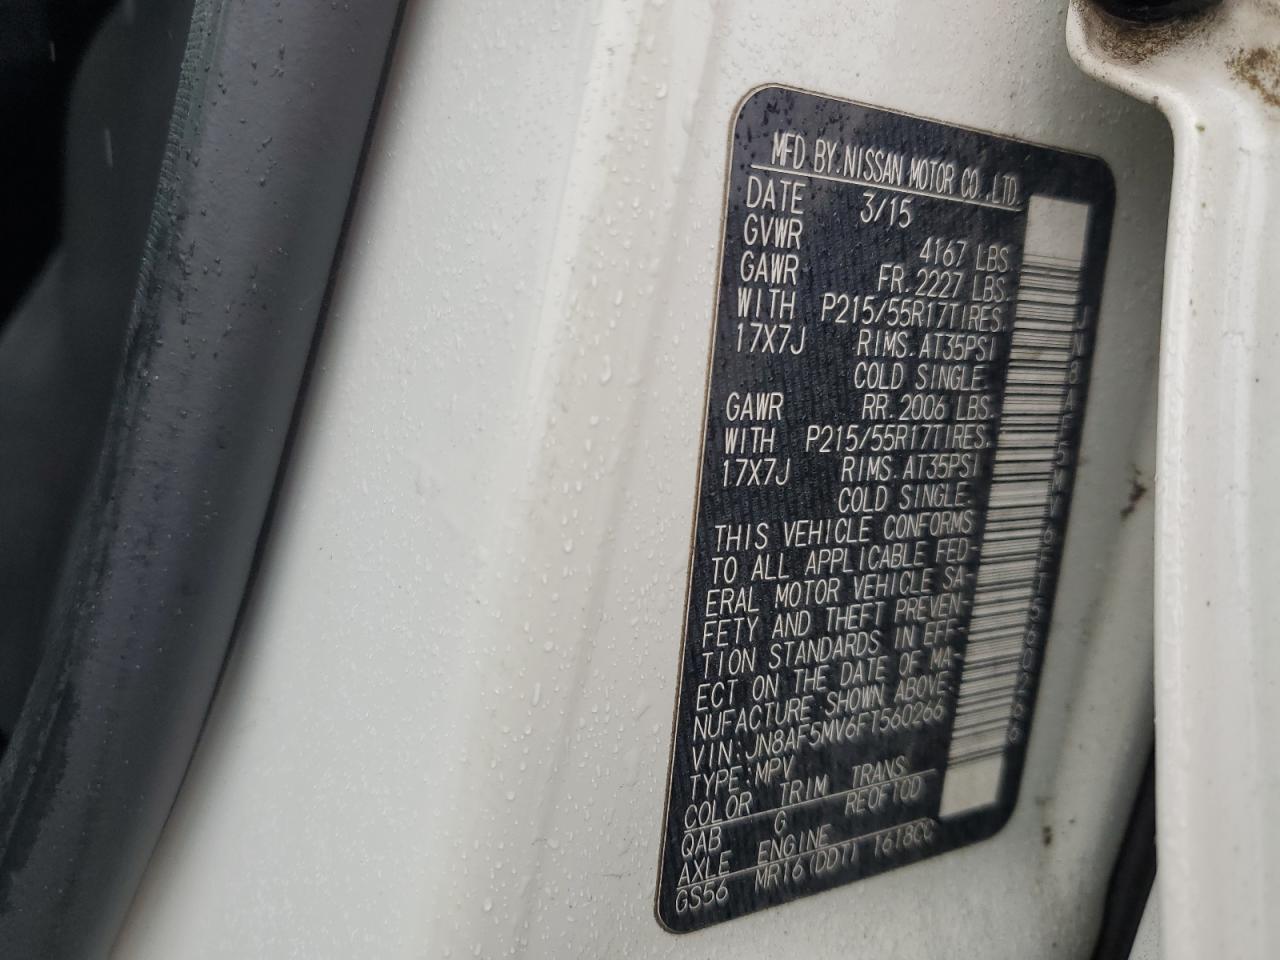 MFD BY:NISSAN MOTOR CO.,LTD.
DATE 3/15
GVWR 4167 LBS.
GAWR FR. 2227 LBS.
WITH P215/55R17TIRES.
17X7J RIMS. AT35PSI
COLD SINGLE.
GAWR RR. 2006 LBS.
WITH P215/55R17TIRES.
17X7J RIMS. AT35PSI
COLD SINGLE.
THIS VEHICLE CONFORMS
TO ALL APPLICABLE FED-
ERAL MOTOR VEHICLE SA-
FETY AND THEFT PREVEN-
TION STANDARDS IN EFF-
ECT ON THE DATE OF MA-
NUFACTURE SHOWN ABOVE.
VIN:JN8AF5MV6FT560266
TYPE:MPV
COLOR TRIM TRANS
QAB G RE0F10D
AXLE ENGINE
GS56 MR16(DDT) 1618CC
JN8AF5MV6FT560266